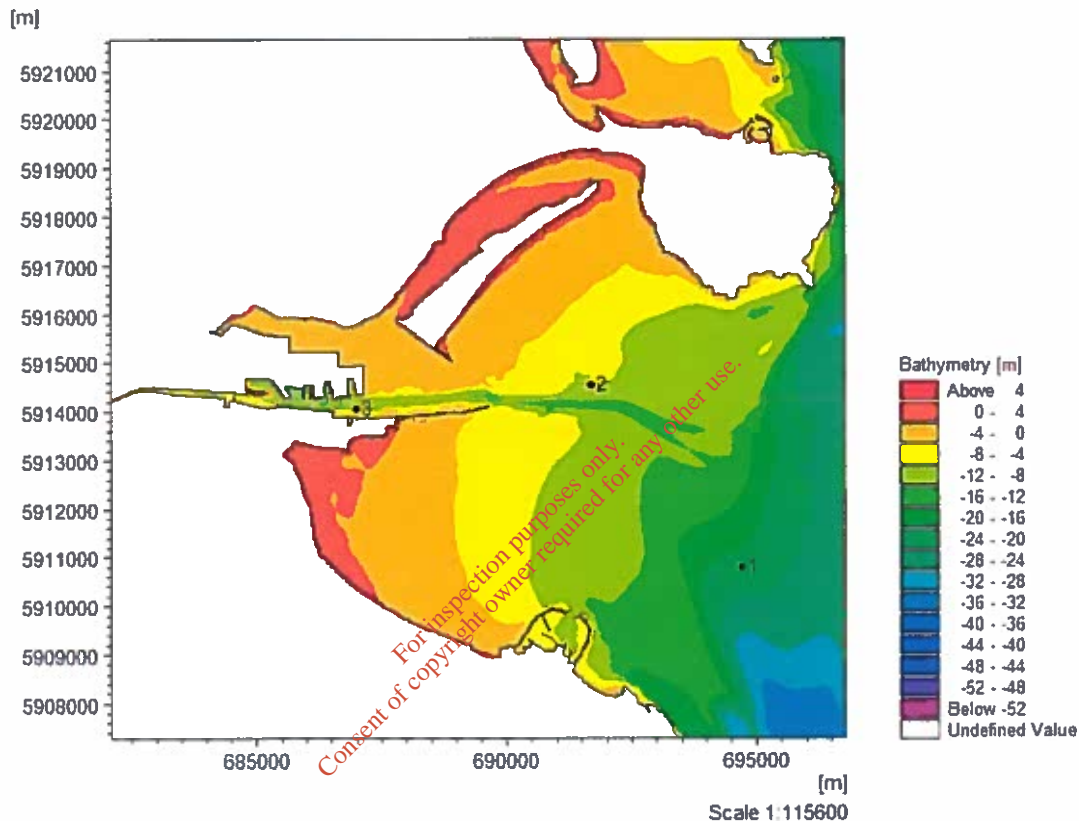 [m]
5921000
5920000
5919000
5918000
5917000
5916000
5915000
5914000
5913000
5912000
5911000
5910000
5909000
5908000
685000
690000
695000
[m]
Scale 1:115600
2
3
1
Bathymetry [m]
Above 4
0 - 4
-4 - 0
-8 - -4
-12 - -8
-16 - -12
-20 - -16
-24 - -20
-28 - -24
-32 - -28
-36 - -32
-40 - -36
-44 - -40
-48 - -44
-52 - -48
Below -52
Undefined Value
For inspection purposes only.
Consent of copyright owner required for any other use.